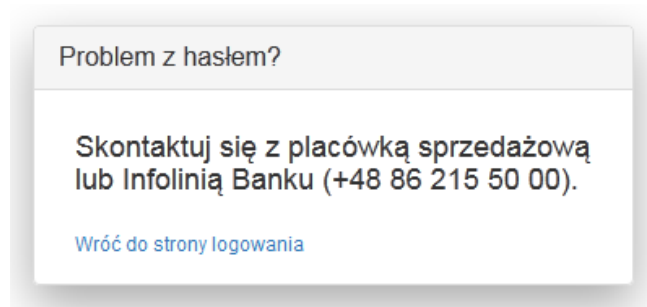 Problem z hasłem?
Skontaktuj się z placówką sprzedażową
lub Infolinią Banku (+48 86 215 50 00).
Wróć do strony logowania